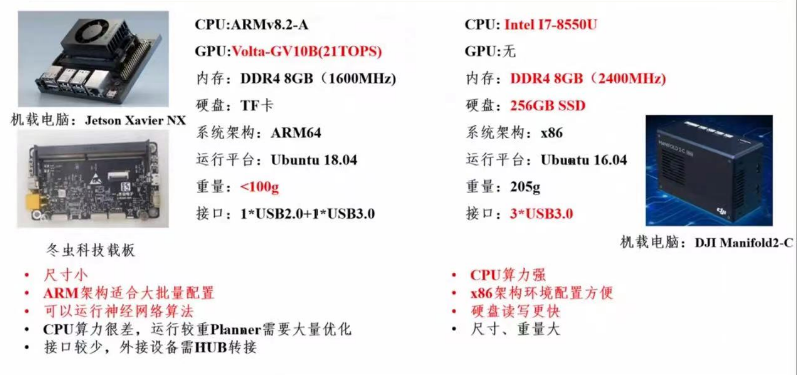 CPU:ARMv8.2-A
GPU:Volta-GV10B(21TOPS)
内存：DDR4 8GB（1600MHz）
硬盘：TF卡
系统架构：ARM64
运行平台：Ubuntu 18.04
重量：<100g
接口：1*USB2.0+1*USB3.0
机载电脑：Jetson Xavier NX
冬虫科技载板
• 尺寸小
• ARM架构适合大批量配置
• 可以运行神经网络算法
• CPU算力很差，运行较重Planner需要大量优化
• 接口较少，外接设备需HUB转接
CPU: Intel I7-8550U
GPU:无
内存：DDR4 8GB（2400MHz）
硬盘：256GB SSD
系统架构：x86
运行平台：Ubuntu 16.04
重量：205g
接口：3*USB3.0
dji
机载电脑：DJI Manifold2-C
• CPU算力强
• x86架构环境配置方便
• 硬盘读写更快
• 尺寸、重量大